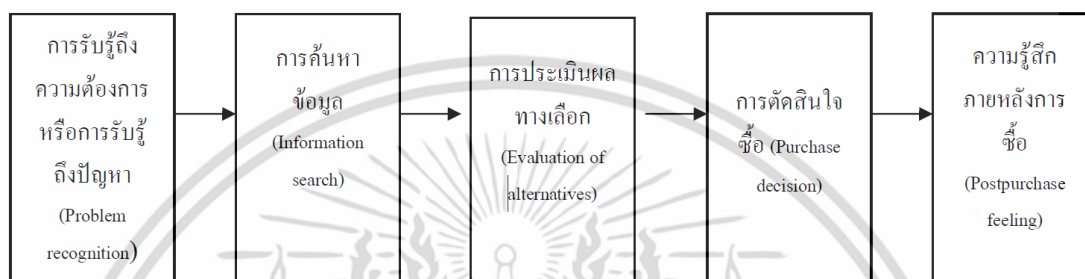 การรับรู้ถึง
ความต้องการ
หรือการรับรู้
ถึงปัญหา
(Problem
recognition)
การค้นหา
ข้อมูล
(Information
search)
การประเมินผล
ทางเลือก
(Evaluation of
alternatives)
การตัดสินใจ
ซื้อ (Purchase
decision)
ความรู้สึก
ภายหลังการ
ซื้อ
(Postpurchase
feeling)